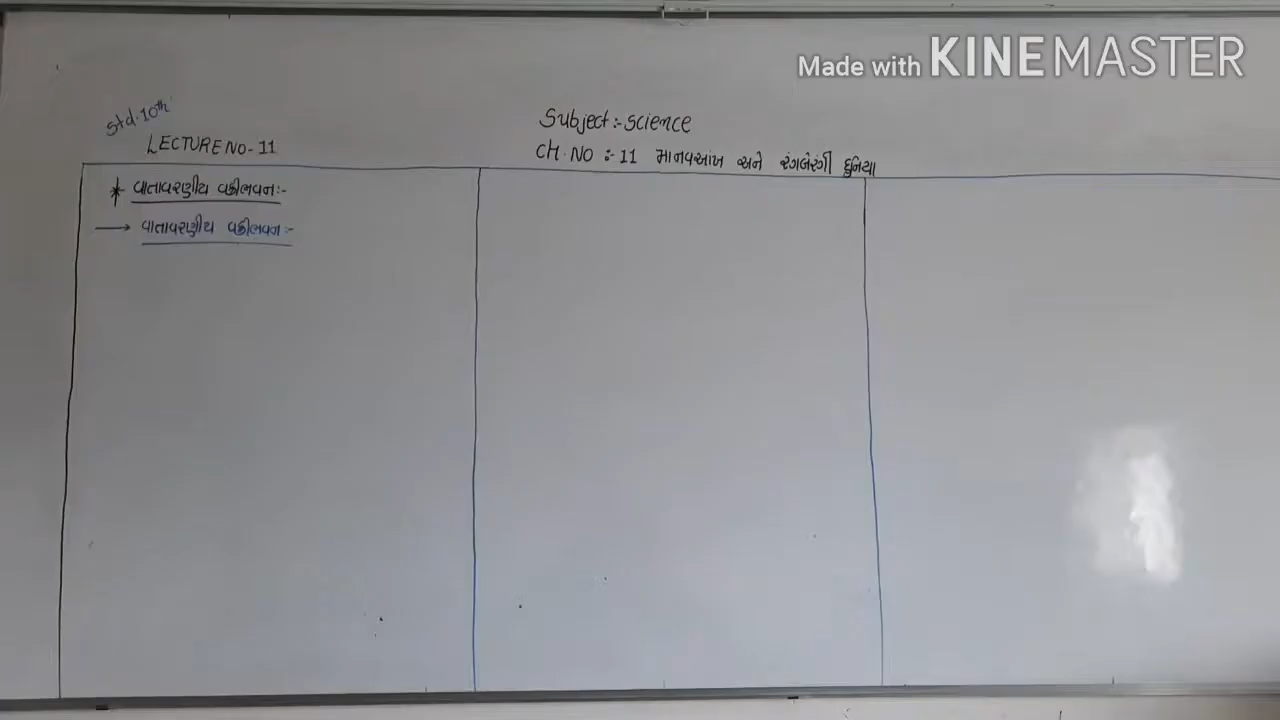 Made with KINEMASTER
Std.10th
LECTURE NO-11
Subject:-science
CH.NO :- 11 માનવઆંખ અને રંગબેરંગી દુનિયા
* વાતાવરણીય વક્રીભવન:-
→ વાતાવરણીય વક્રીભવન:-